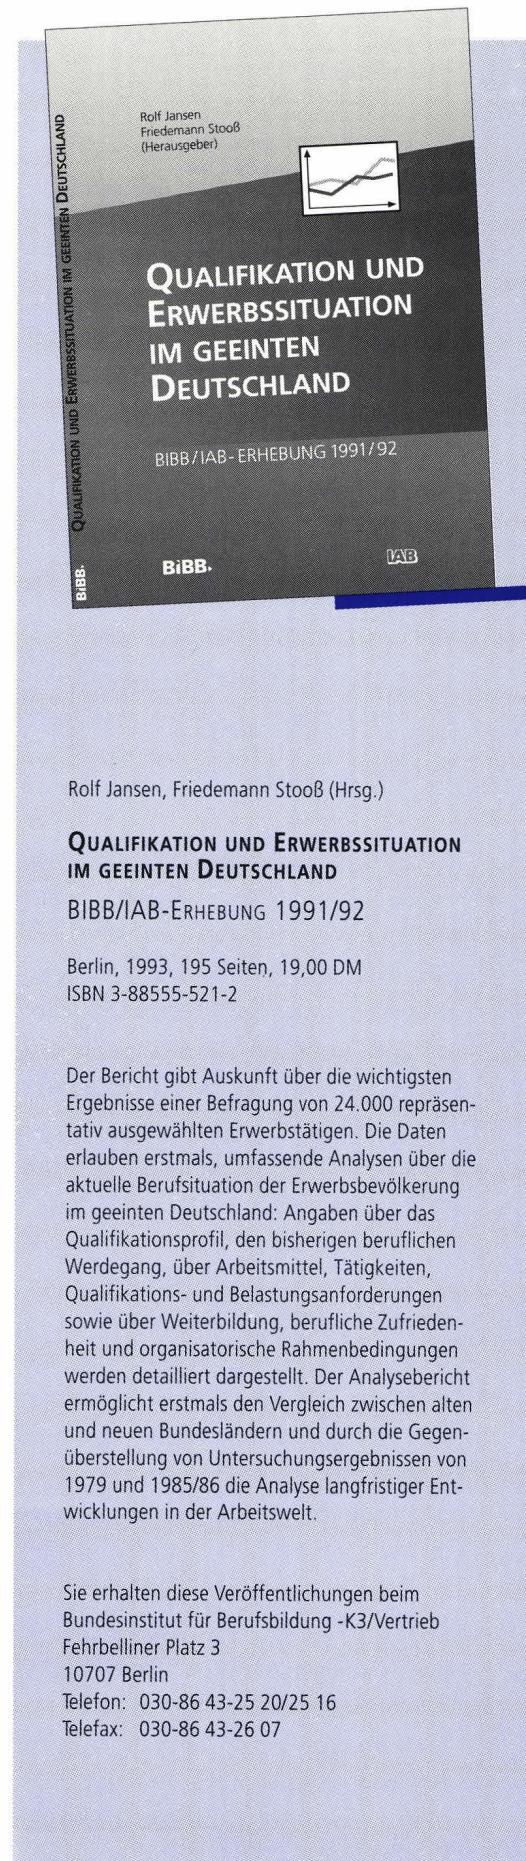 Rolf Jansen
Friedemann Stooß
(Herausgeber)
QUALIFIKATION UND
ERWERBSSITUATION
IM GEEINTEN
DEUTSCHLAND
BIBB/IAB-ERHEBUNG 1991/92
BiBB.
IAB
QUALIFIKATION UND ERWERBSSITUATION IM GEEINTEN DEUTSCHLAND
BiBB.
Rolf Jansen, Friedemann Stooß (Hrsg.)
QUALIFIKATION UND ERWERBSSITUATION
IM GEEINTEN DEUTSCHLAND
BIBB/IAB-ERHEBUNG 1991/92
Berlin, 1993, 195 Seiten, 19,00 DM
ISBN 3-88555-521-2
Der Bericht gibt Auskunft über die wichtigsten
Ergebnisse einer Befragung von 24.000 repräsen-
tativ ausgewählten Erwerbstätigen. Die Daten
erlauben erstmals, umfassende Analysen über die
aktuelle Berufsituation der Erwerbsbevölkerung
im geeinten Deutschland: Angaben über das
Qualifikationsprofil, den bisherigen beruflichen
Werdegang, über Arbeitsmittel, Tätigkeiten,
Qualifikations- und Belastungsanforderungen
sowie über Weiterbildung, berufliche Zufrieden-
heit und organisatorische Rahmenbedingungen
werden detailliert dargestellt. Der Analysebericht
ermöglicht erstmals den Vergleich zwischen alten
und neuen Bundesländern und durch die Gegen-
überstellung von Untersuchungsergebnissen von
1979 und 1985/86 die Analyse langfristiger Ent-
wicklungen in der Arbeitswelt.
Sie erhalten diese Veröffentlichungen beim
Bundesinstitut für Berufsbildung -K3/Vertrieb
Fehrbelliner Platz 3
10707 Berlin
Telefon: 030-86 43-25 20/25 16
Telefax: 030-86 43-26 07